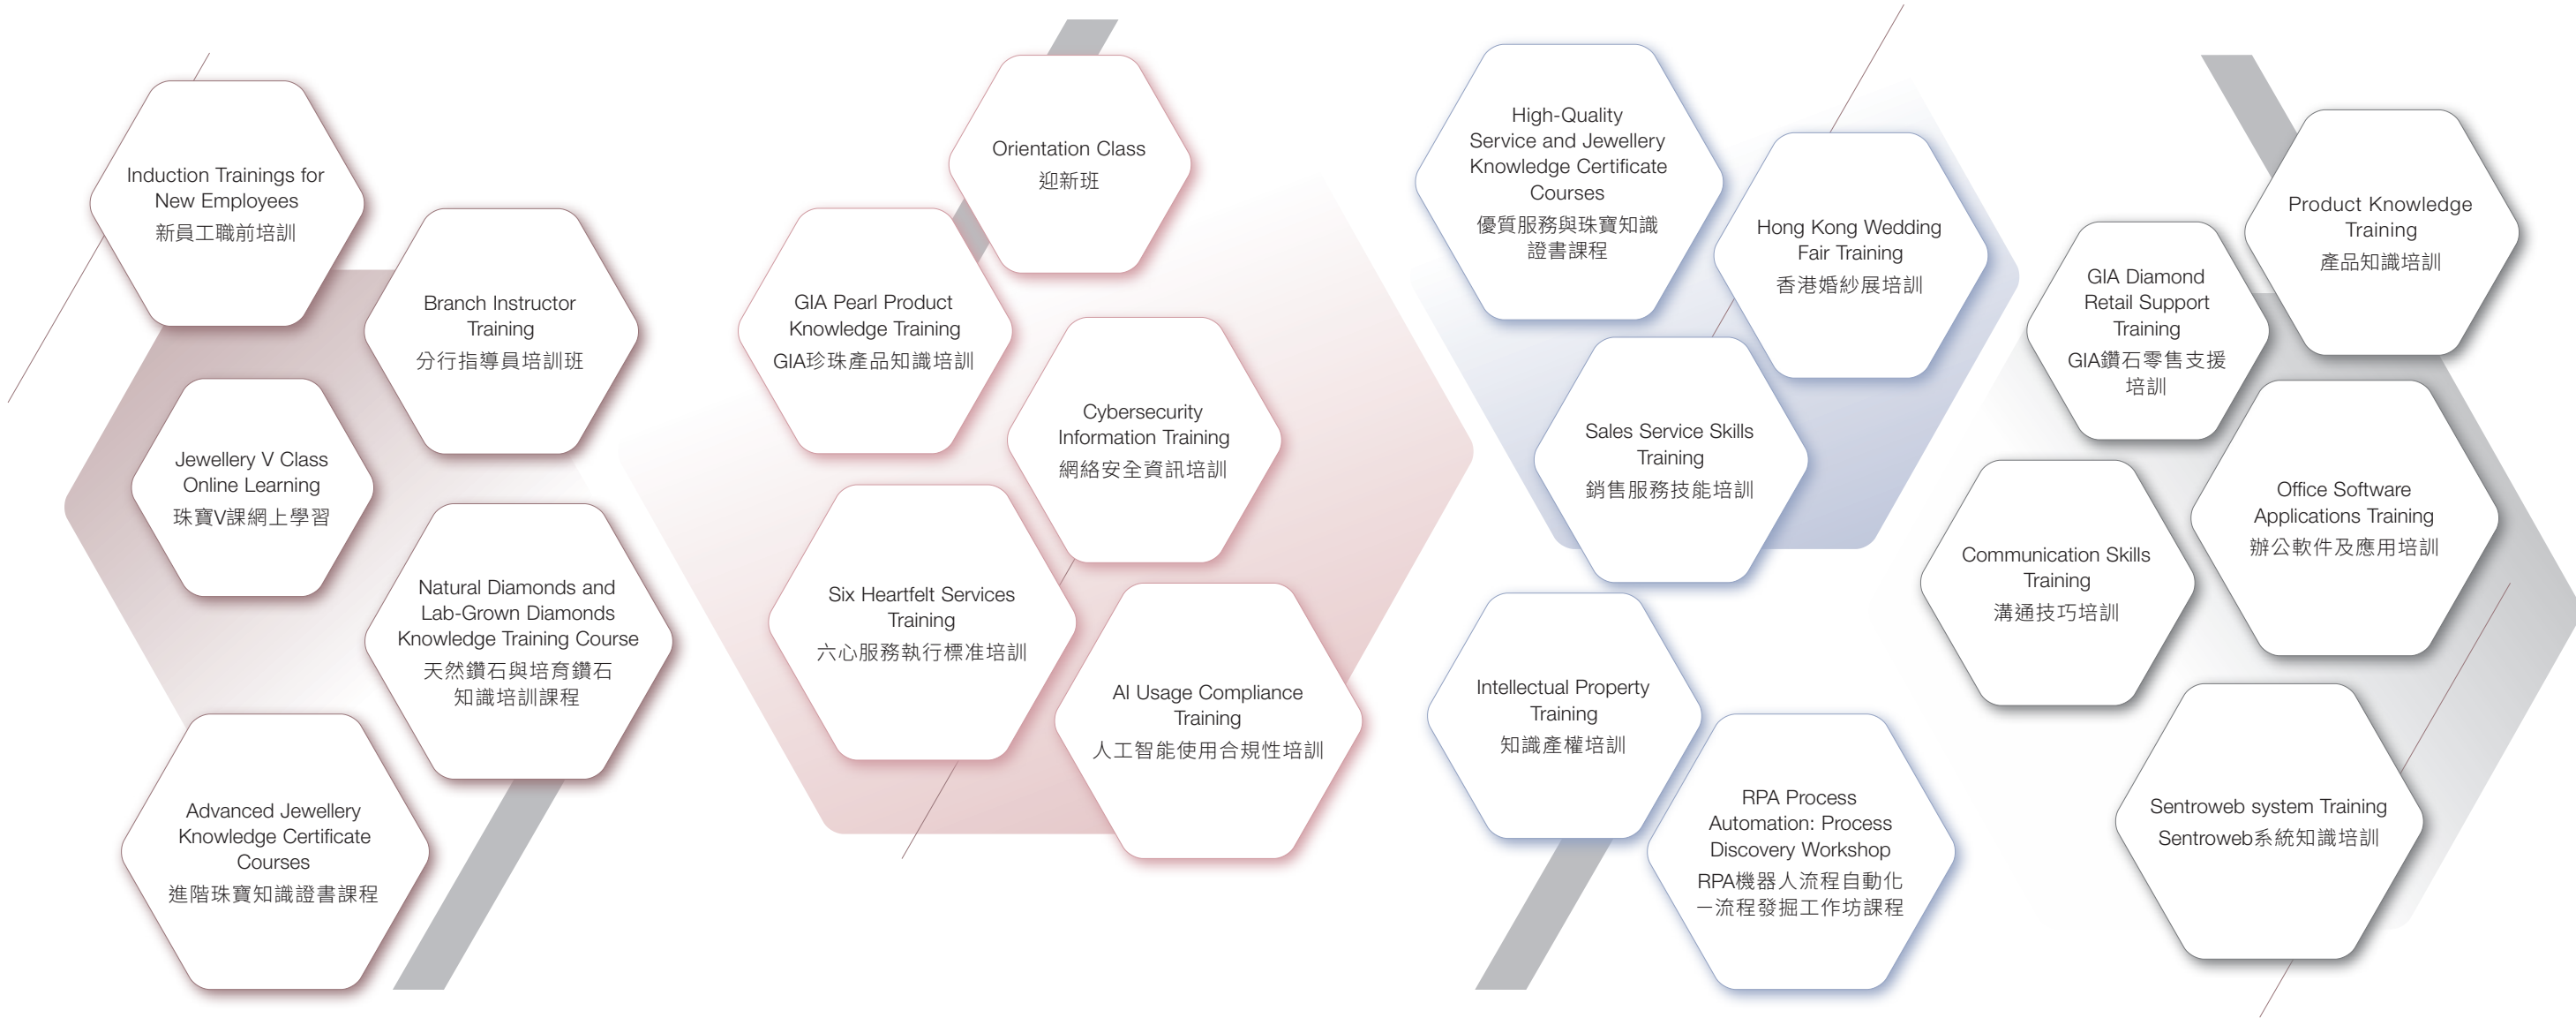 Induction Trainings for
New Employees
新員工職前培訓
Branch Instructor
Training
分行指導員培訓班
Jewellery V Class
Online Learning
珠寶V課網上學習
Natural Diamonds and
Lab-Grown Diamonds
Knowledge Training Course
天然鑽石與培育鑽石
知識培訓課程
Advanced Jewellery
Knowledge Certificate
Courses
進階珠寶知識證書課程
Orientation Class
迎新班
GIA Pearl Product
Knowledge Training
GIA珍珠產品知識培訓
Cybersecurity
Information Training
網絡安全資訊培訓
Six Heartfelt Services
Training
六心服務執行標准培訓
AI Usage Compliance
Training
人工智能使用合規性培訓
High-Quality
Service and Jewellery
Knowledge Certificate
Courses
優質服務與珠寶知識
證書課程
Hong Kong Wedding
Fair Training
香港婚紗展培訓
Sales Service Skills
Training
銷售服務技能培訓
Intellectual Property
Training
知識產權培訓
RPA Process
Automation: Process
Discovery Workshop
RPA機器人流程自動化
—流程發掘工作坊課程
Product Knowledge
Training
產品知識培訓
GIA Diamond
Retail Support
Training
GIA鑽石零售支援
培訓
Office Software
Applications Training
辦公軟件及應用培訓
Communication Skills
Training
溝通技巧培訓
Sentroweb system Training
Sentroweb系統知識培訓